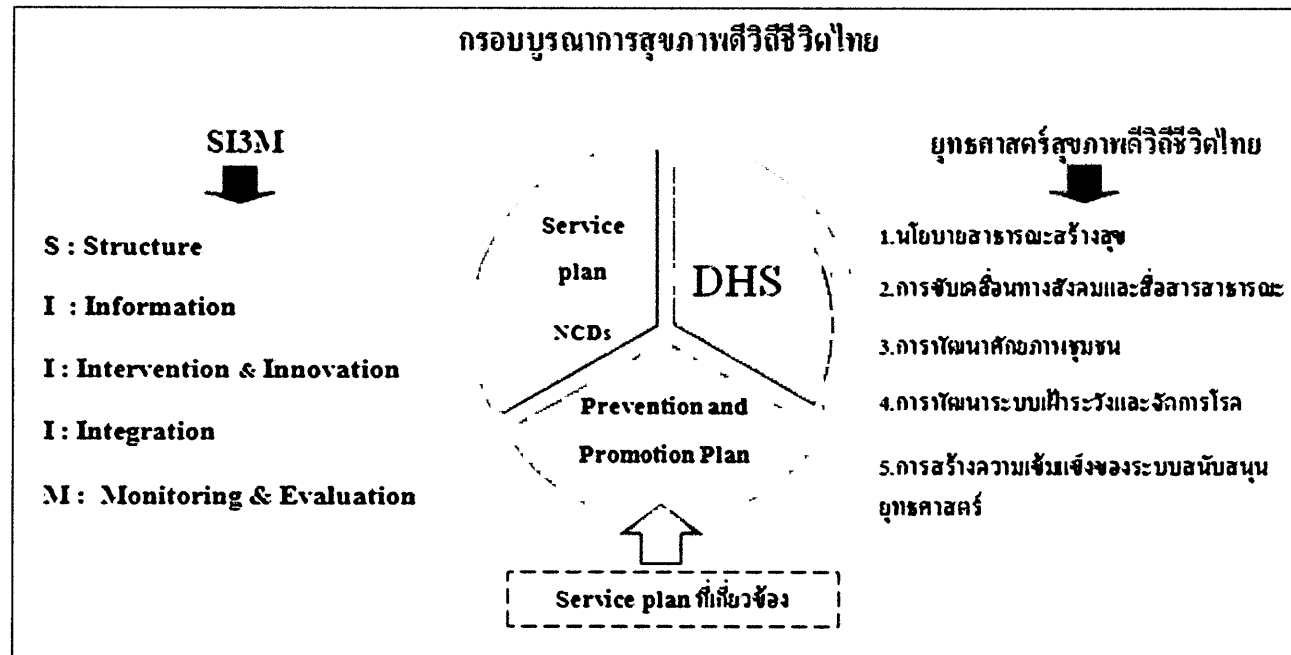 กรอบบูรณาการสุขภาพดีวิถีชีวิตไทย
SI3M
S : Structure
I : Information
I : Intervention & Innovation
I : Integration
M : Monitoring & Evaluation
Service
plan
NCDs
DHS
Prevention and
Promotion Plan
Service plan ที่เกี่ยวข้อง
ยุทธศาสตร์สุขภาพดีวิถีชีวิตไทย
1.นโยบายสาธารณะสร้างสุข
2.การขับเคลื่อนทางสังคมและสื่อสารสาธารณะ
3.การพัฒนาศักยภาพชุมชน
4.การพัฒนาระบบเฝ้าระวังและจัดการโรค
5.การสร้างความเข้มแข็งของระบบสนับสนุน
ยุทธศาสตร์